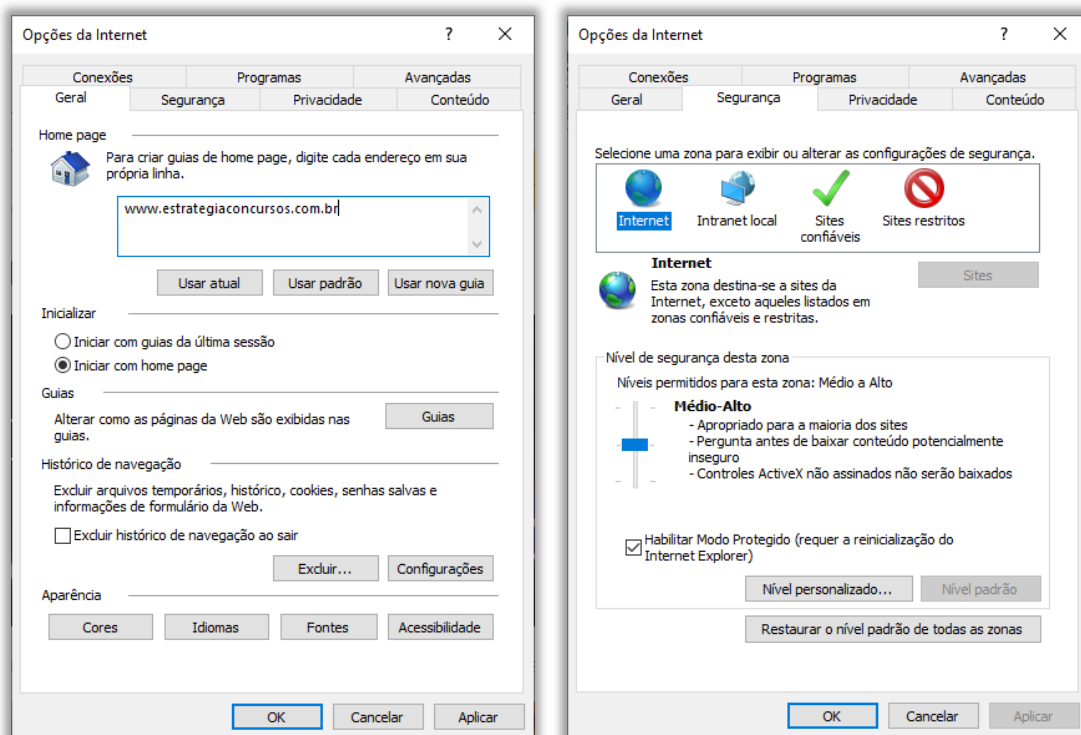 Opções da Internet
?
Conexões
Programas
Avançadas
Geral
Segurança
Privacidade
Conteúdo
Home page
Para criar guias de home page, digite cada endereço em sua
própria linha.
www.estrategiaconcursos.com.br
Usar atual
Usar padrão
Usar nova guia
Inicializar
Iniciar com guias da última sessão
Iniciar com home page
Guias
Alterar como as páginas da Web são exibidas nas
guias.
Guias
Histórico de navegação
Excluir arquivos temporários, histórico, cookies, senhas salvas e
informações de formulário da Web.
Excluir histórico de navegação ao sair
Excluir...
Configurações
Aparência
Cores
Idiomas
Fontes
Acessibilidade
OK
Cancelar
Aplicar
Opções da Internet
?
Conexões
Programas
Avançadas
Geral
Segurança
Privacidade
Conteúdo
Selecione uma zona para exibir ou alterar as configurações de segurança.
Internet
Intranet local
Sites
confiáveis
Sites restritos
Internet
Esta zona destina-se a sites da
Internet, exceto aqueles listados em
zonas confiáveis e restritas.
Sites
Nível de segurança desta zona
Níveis permitidos para esta zona: Médio a Alto
Médio-Alto
- Apropriado para a maioria dos sites
- Pergunta antes de baixar conteúdo potencialmente
inseguro
- Controles ActiveX não assinados não serão baixados
Habilitar Modo Protegido (requer a reinicialização do
Internet Explorer)
Nível personalizado...
Nível padrão
Restaurar o nível padrão de todas as zonas
OK
Cancelar
Aplicar